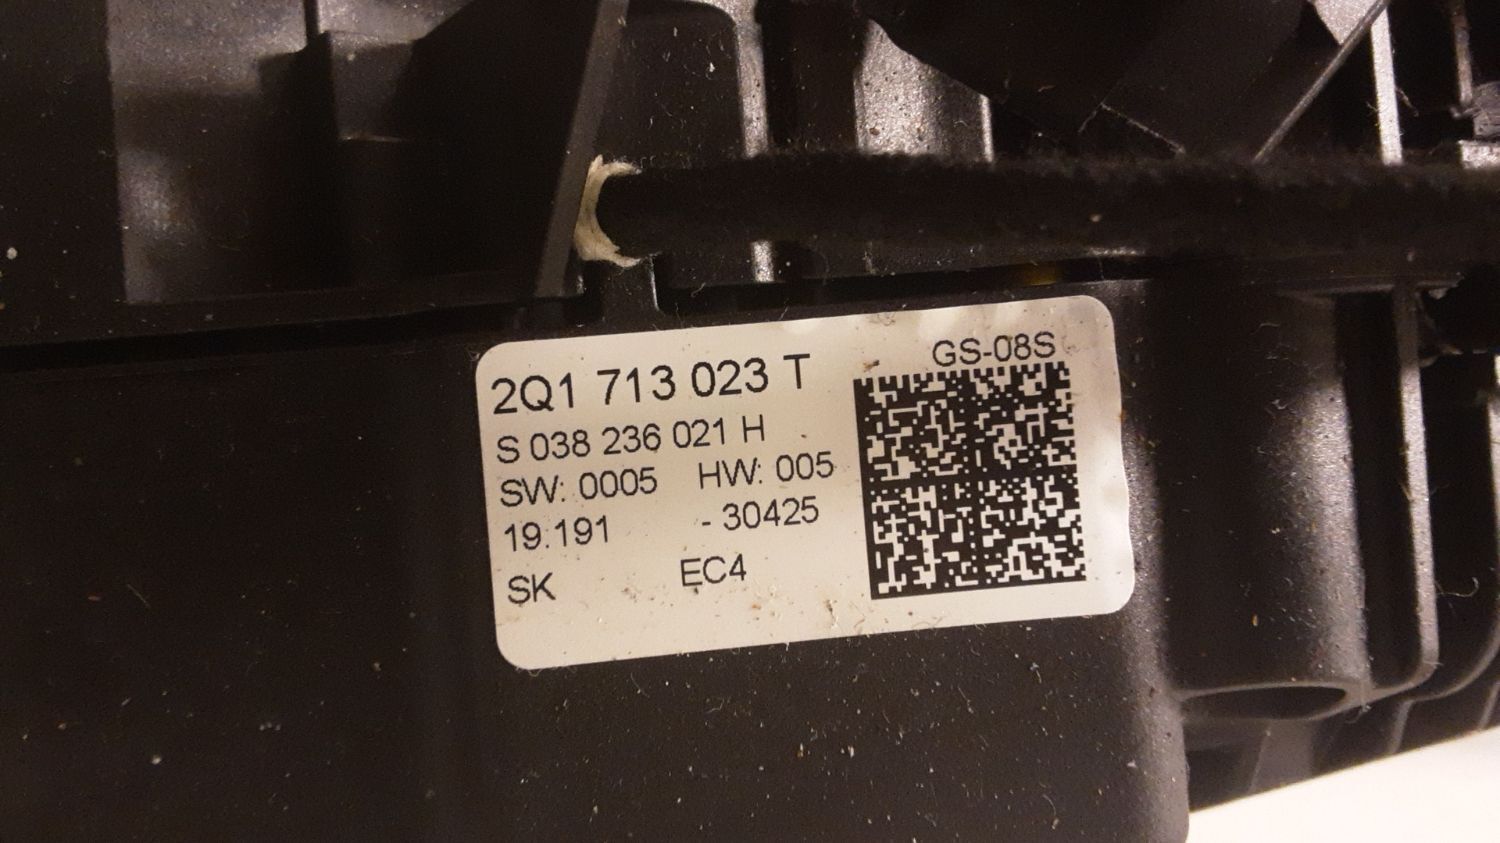 GS-08S
2Q1 713 023 T
S 038 236 021 H
SW: 0005 HW: 005
19.191 - 30425
SK EC4